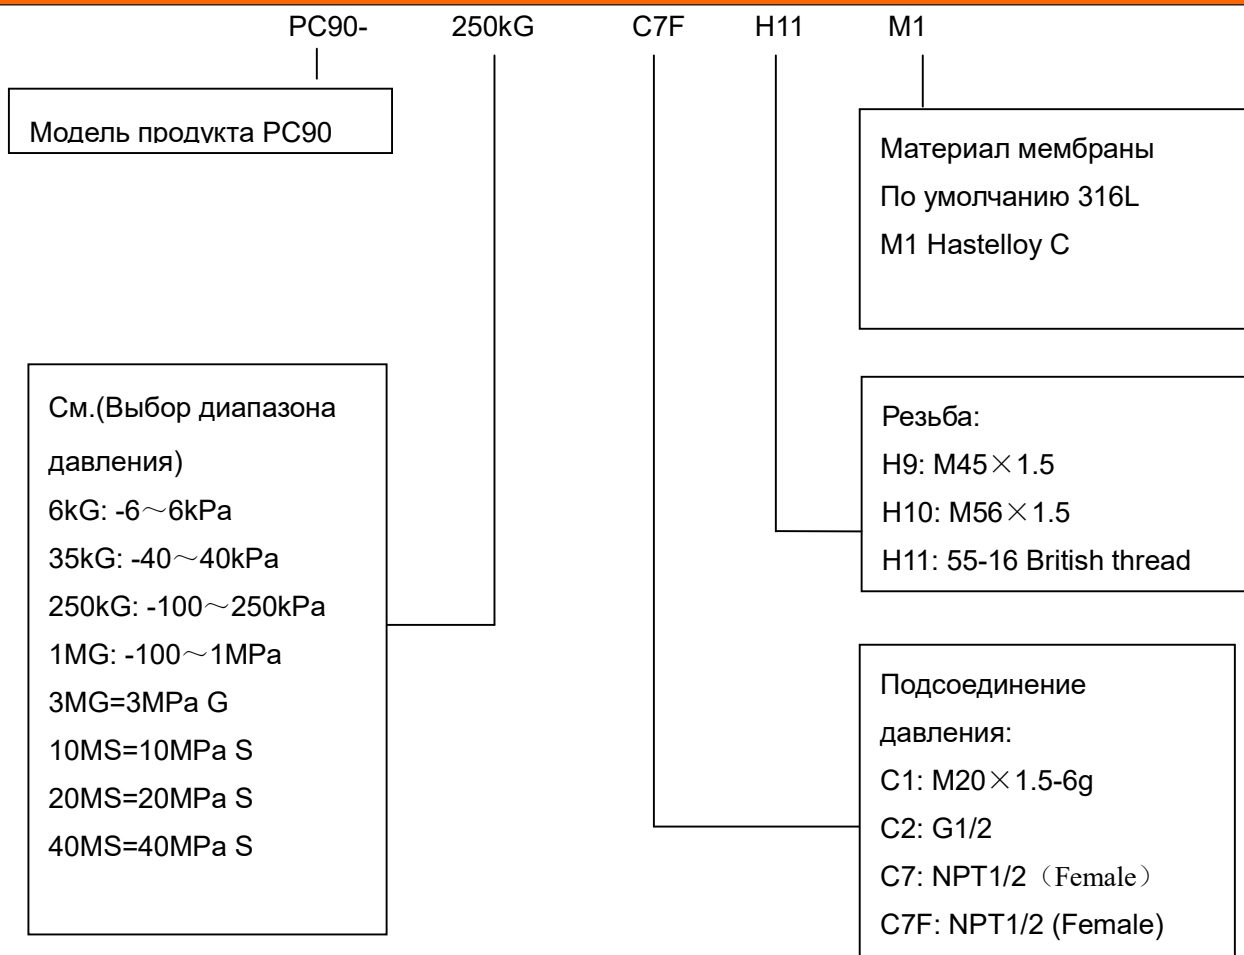 PC90- 250kG C7F H11 M1
Модель продукта PC90
Материал мембраны
По умолчанию 316L
M1 Hastelloy C
См.(Выбор диапазона
давления)
6kG: -6～6kPa
35kG: -40～40kPa
250kG: -100～250kPa
1MG: -100～1MPa
3MG=3MPa G
10MS=10MPa S
20MS=20MPa S
40MS=40MPa S
Резьба:
H9: M45×1.5
H10: M56×1.5
H11: 55-16 British thread
Подсоединение
давления:
C1: M20×1.5-6g
C2: G1/2
C7: NPT1/2（Female）
C7F: NPT1/2 (Female)